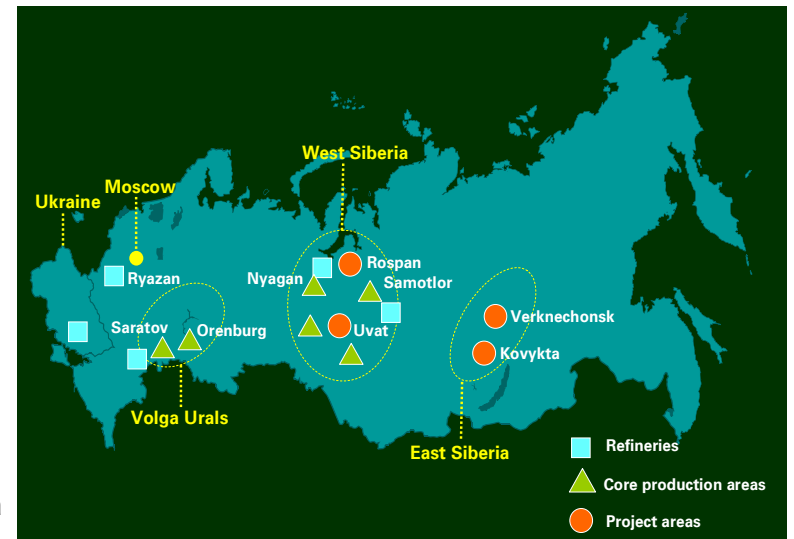 West Siberia
Moscow
Ukraine
Rospan
Ryazan
Nyagan
Samotlor
Verknechonsk
Saratov
Orenburg
Uvat
Kovykta
Volga Urals
East Siberia
Refineries
Core production areas
Project areas